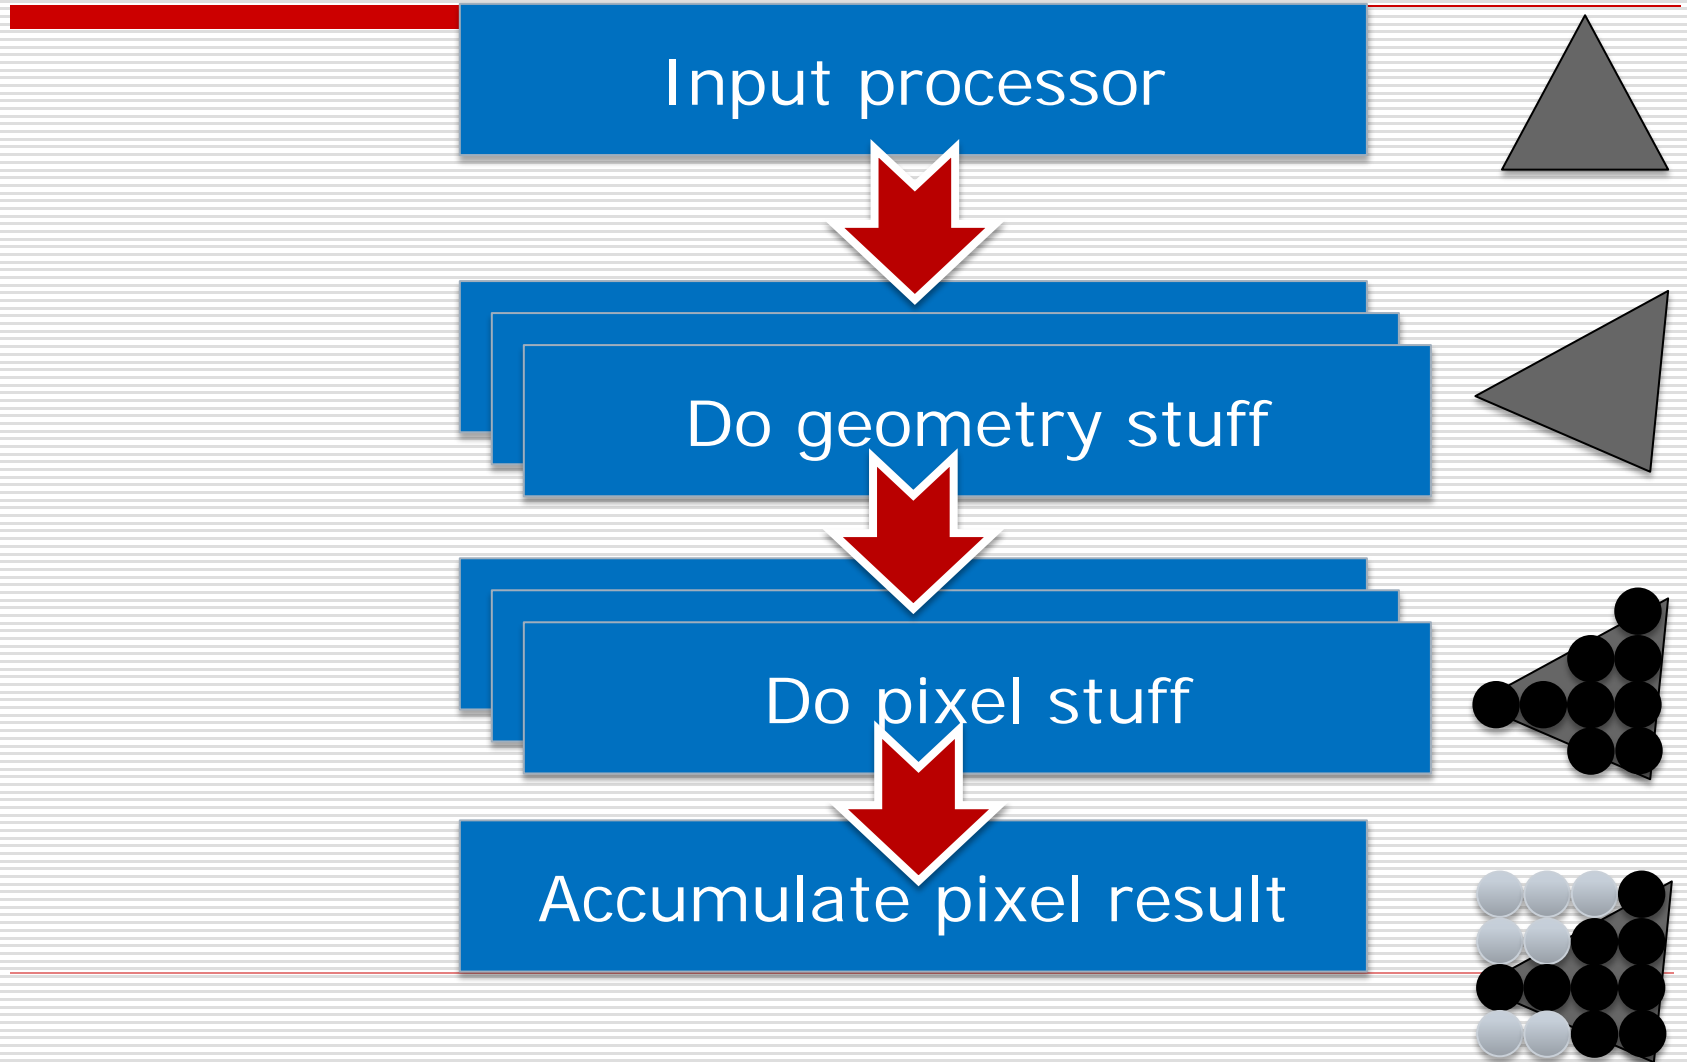 Input processor
Do geometry stuff
Do pixel stuff
Accumulate pixel result